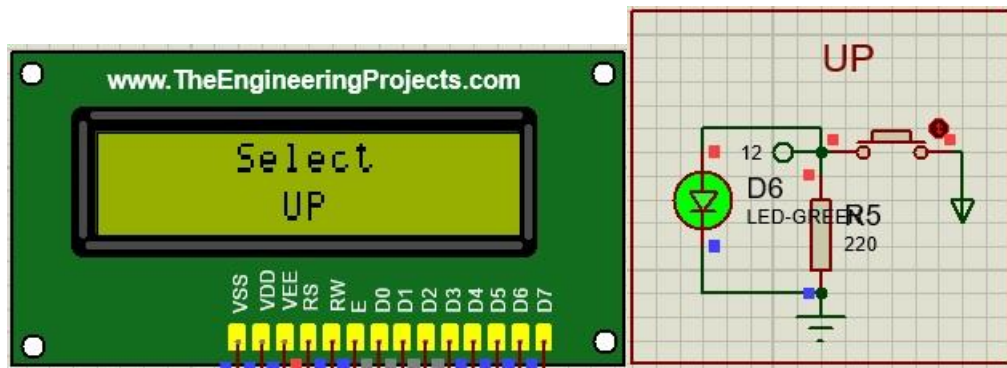 www.TheEngineeringProjects.com
Select
UP
VSS
VDD
VEE
RS
RW
E
D0
D1
D2
D3
D4
D5
D6
D7
UP
12
D6
LED-GREEN
R5
220